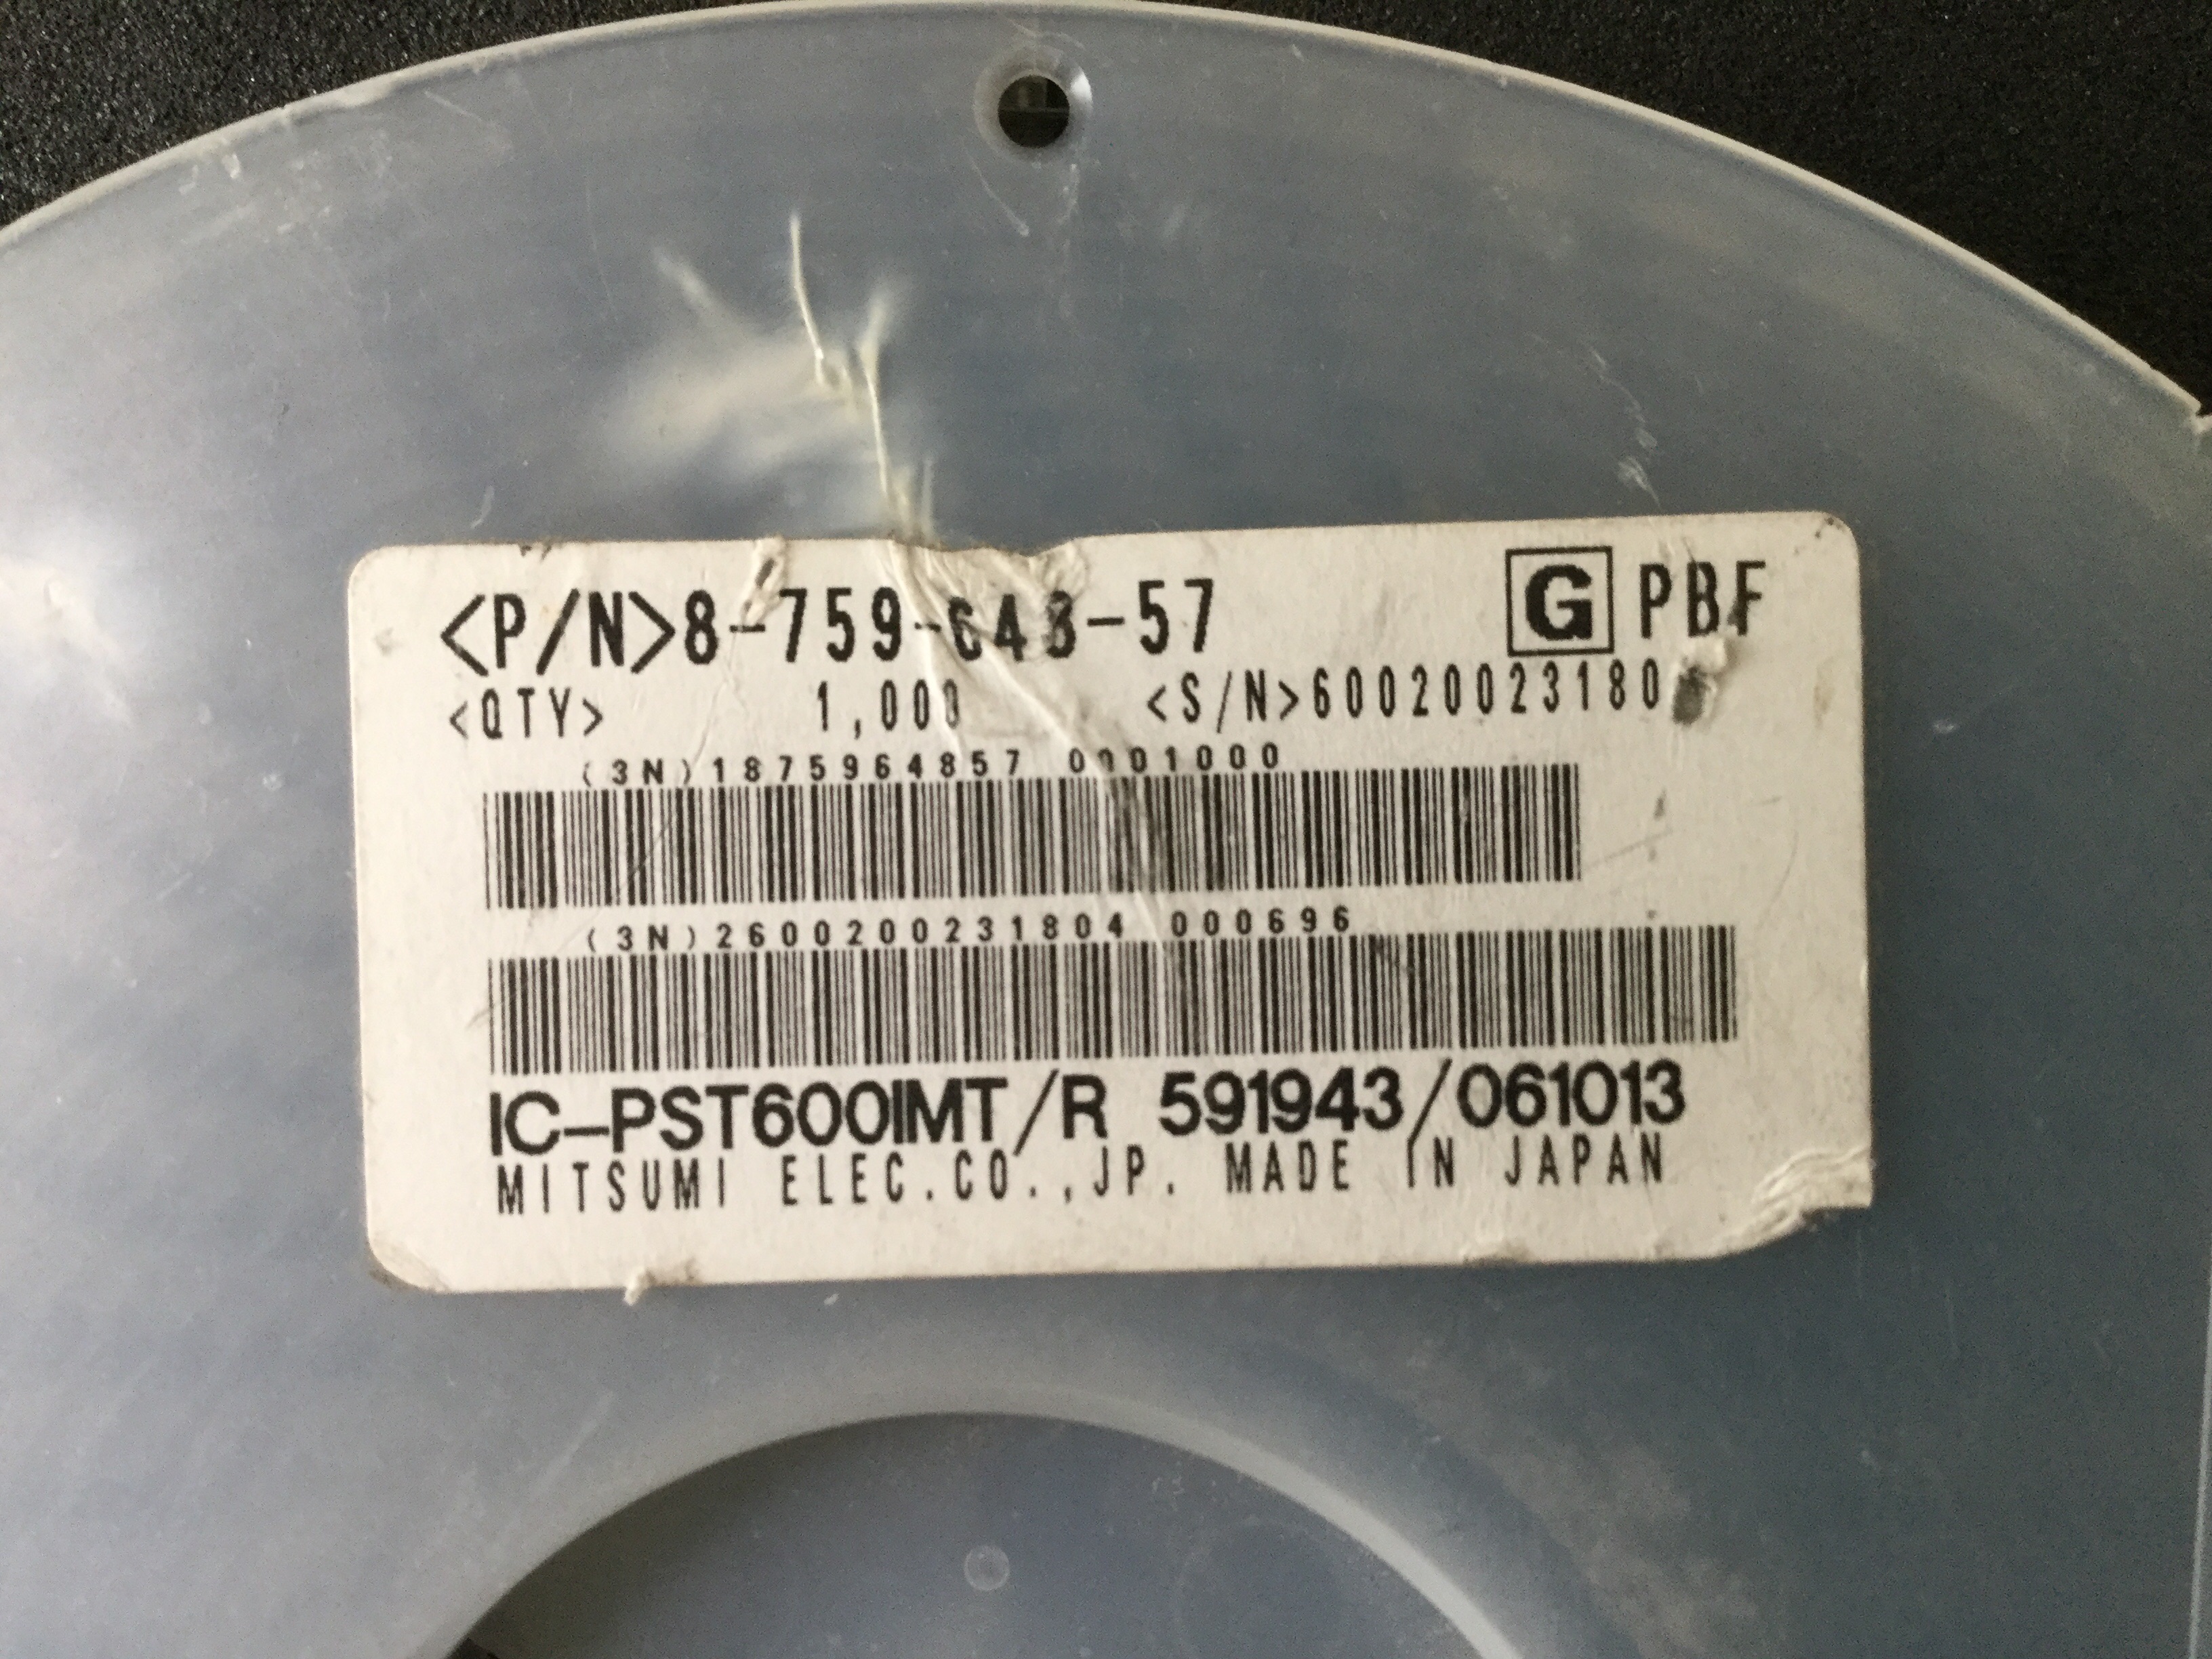 <P/N>8-759-648-57 G PBF
<QTY> 1,000 <S/N>600200231804
(3N)1875964857 0001000
(3N)2600200231804 000696
IC-PST600IMT/R 591943/061013
MITSUMI ELEC.CO.,JP. MADE IN JAPAN